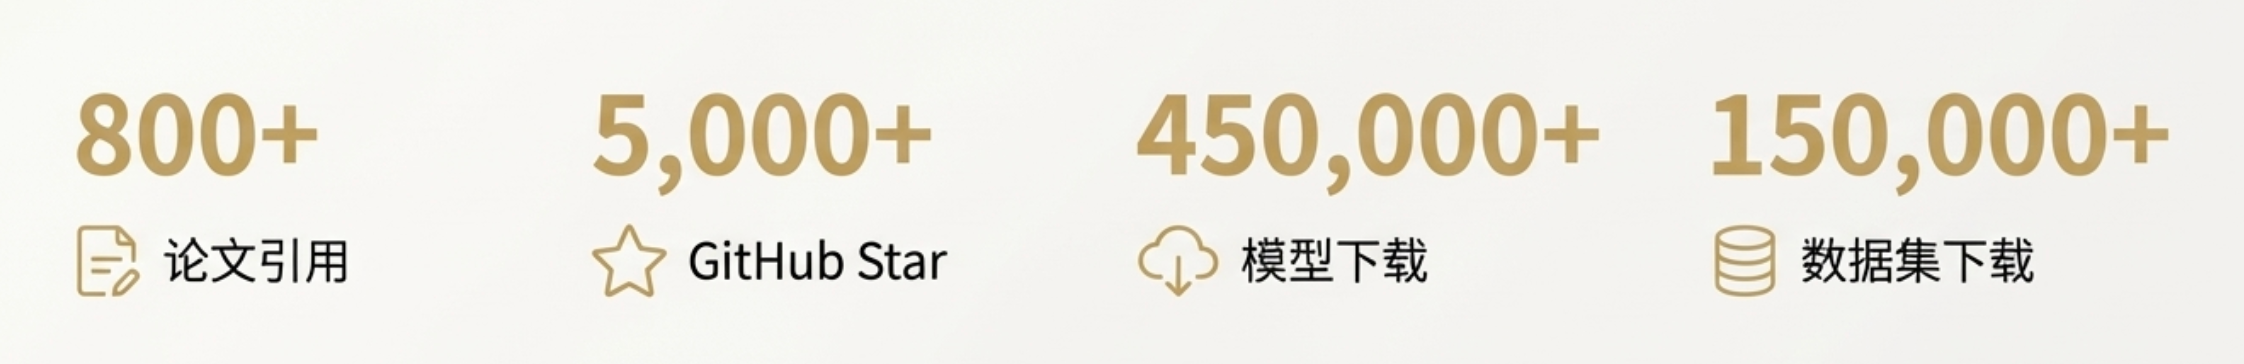 800+ 5,000+ 450,000+ 150,000+
论文引用 GitHub Star 模型下载 数据集下载